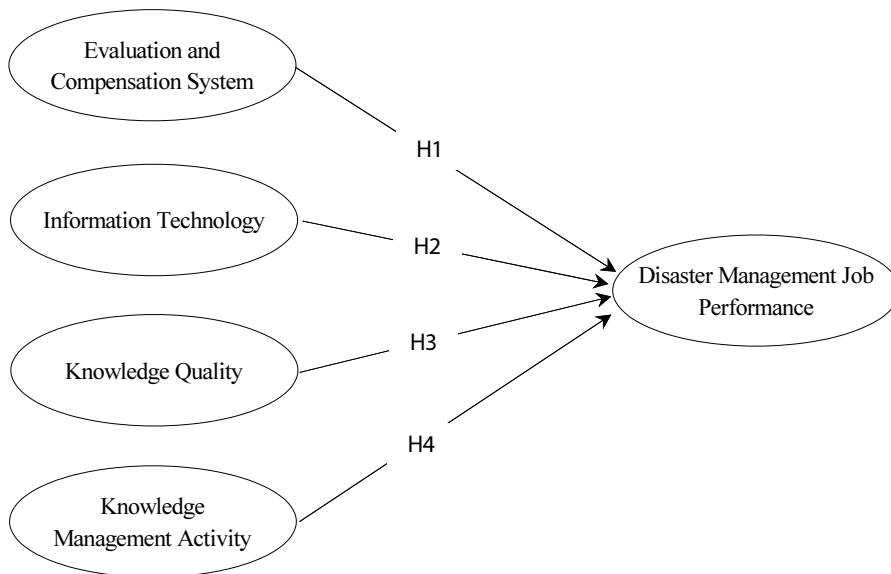 Evaluation and
Compensation System
H1
Information Technology
H2
Disaster Management Job
Performance
H3
Knowledge Quality
H4
Knowledge
Management Activity